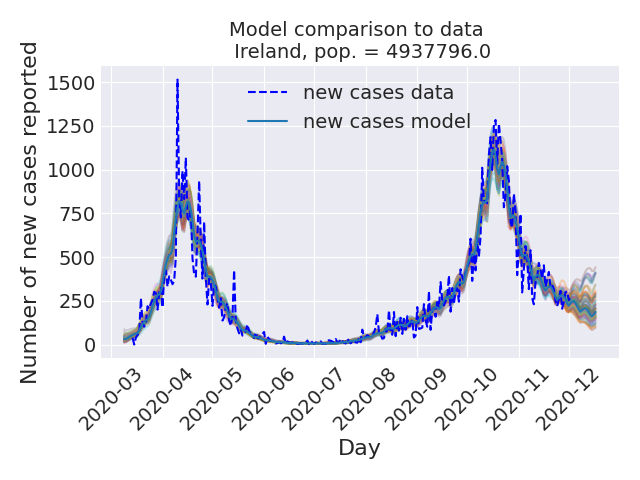 Model comparison to data
Ireland, pop. = 4937796.0
Number of new cases reported
1500
1250
1000
750
500
250
0
new cases data
new cases model
2020-03
2020-04
2020-05
2020-06
2020-07
2020-08
2020-09
2020-10
2020-11
2020-12
Day